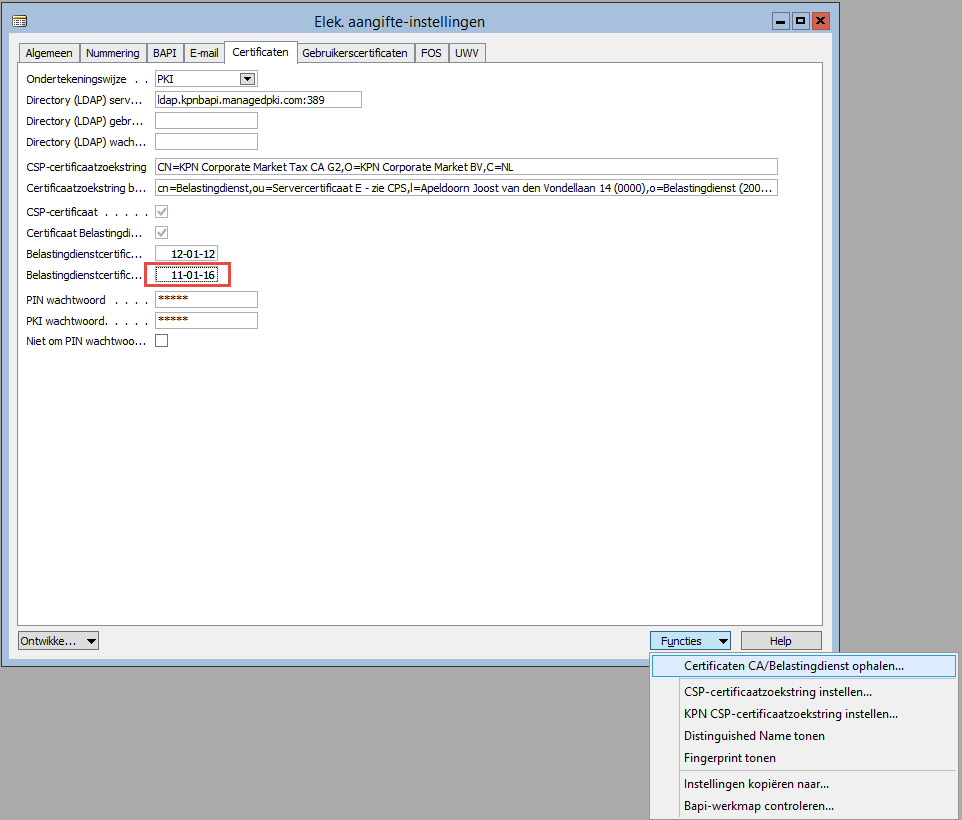 Elek. aangifte-instellingen
Algemeen Nummering BAPI E-mail Certificaten Gebruikerscertificaten FOS UWV
Ondertekeningswijze . . PKI
Directory (LDAP) serv... ldap.kpnbapi.managedpki.com:389
Directory (LDAP) gebr...
Directory (LDAP) wach...
CSP-certificaatzoekstring CN=KPN Corporate Market Tax CA G2,O=KPN Corporate Market BV,C=NL
Certificaatzoekstring b... cn=Belastingdienst,ou=Servercertificaat E - zie CPS,l=Apeldoorn Joost van den Vondellaan 14 (0000),o=Belastingdienst (200...
CSP-certificaat . . . . .
Certificaat Belastingdi...
Belastingdienstcertific... 12-01-12
Belastingdienstcertific... 11-01-16
PIN wachtwoord . . . . *****
PKI wachtwoord. . . . . *****
Niet om PIN wachtwoo...
Ontwikke... Functies Help
Certificaten CA/Belastingdienst ophalen...
CSP-certificaatzoekstring instellen...
KPN CSP-certificaatzoekstring instellen...
Distinguished Name tonen
Fingerprint tonen
Instellingen kopiëren naar...
Bapi-werkmap controleren...